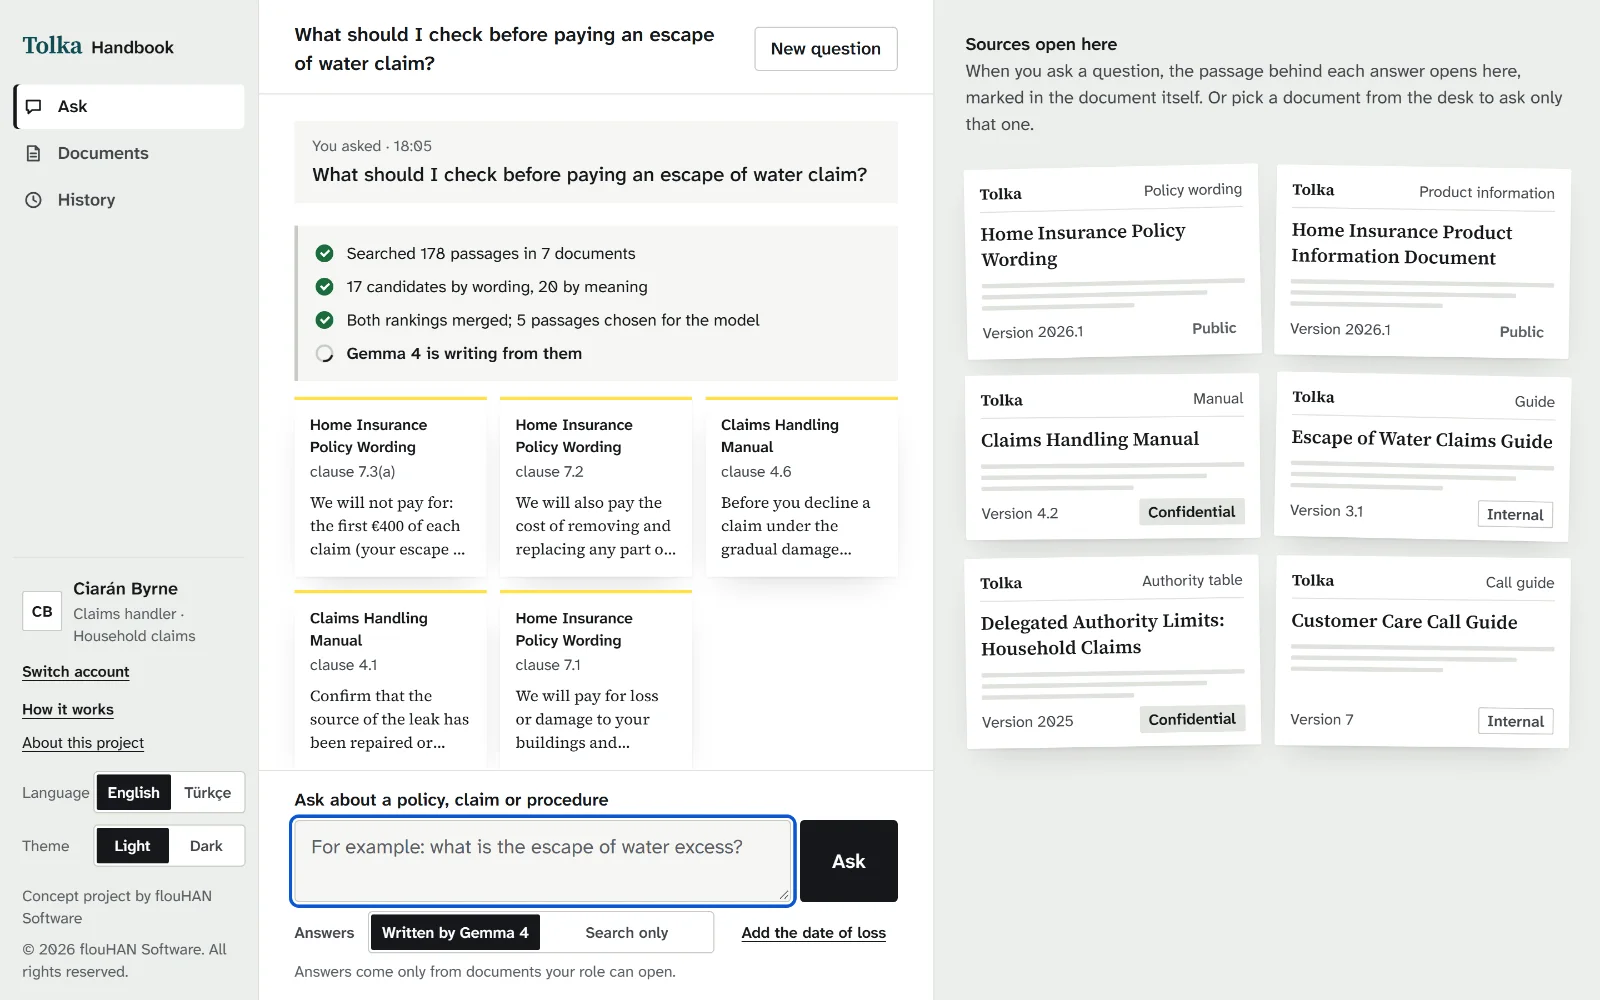 Tolka Handbook
Ask
Documents
History
CB
Ciarán Byrne
Claims handler ·
Household claims
Switch account
How it works
About this project
Language English Türkçe
Theme Light Dark
Concept project by flouHAN
Software
© 2026 flouHAN Software. All
rights reserved.
What should I check before paying an escape
of water claim?
New question
You asked · 18:05
What should I check before paying an escape of water claim?
Searched 178 passages in 7 documents
17 candidates by wording, 20 by meaning
Both rankings merged; 5 passages chosen for the model
Gemma 4 is writing from them
Home Insurance
Policy Wording
clause 7.3(a)
We will not pay for:
the first €400 of each
claim (your escape ...
Home Insurance
Policy Wording
clause 7.2
We will also pay the
cost of removing and
replacing any part o...
Claims Handling
Manual
clause 4.6
Before you decline a
claim under the
gradual damage...
Claims Handling
Manual
clause 4.1
Confirm that the
source of the leak has
been repaired or...
Home Insurance
Policy Wording
clause 7.1
We will pay for loss
or damage to your
buildings and...
Ask about a policy, claim or procedure
For example: what is the escape of water excess?
Ask
Answers Written by Gemma 4 Search only Add the date of loss
Answers come only from documents your role can open.
Sources open here
When you ask a question, the passage behind each answer opens here,
marked in the document itself. Or pick a document from the desk to ask only
that one.
Tolka Policy wording
Home Insurance Policy
Wording
Version 2026.1 Public
Tolka Product information
Home Insurance Product
Information Document
Version 2026.1 Public
Tolka Manual
Claims Handling Manual
Version 4.2 Confidential
Tolka Guide
Escape of Water Claims Guide
Version 3.1 Internal
Tolka Authority table
Delegated Authority Limits:
Household Claims
Version 2025 Confidential
Tolka Call guide
Customer Care Call Guide
Version 7 Internal